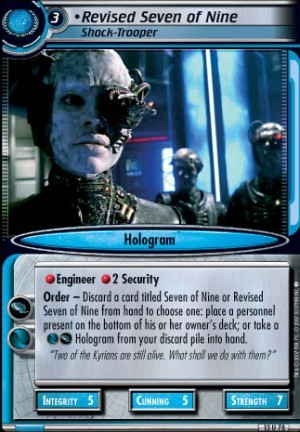 3
•Revised Seven of Nine
Shock-Trooper
Hologram
Engineer 2 Security
Order – Discard a card titled Seven of Nine or Revised
Seven of Nine from hand to choose one: place a personnel
present on the bottom of his or her owner's deck; or take a
Hologram from your discard pile into hand.
"Two of the Kyrians are still alive. What shall we do with them?"
INTEGRITY 5
CUNNING 5
STRENGTH 7